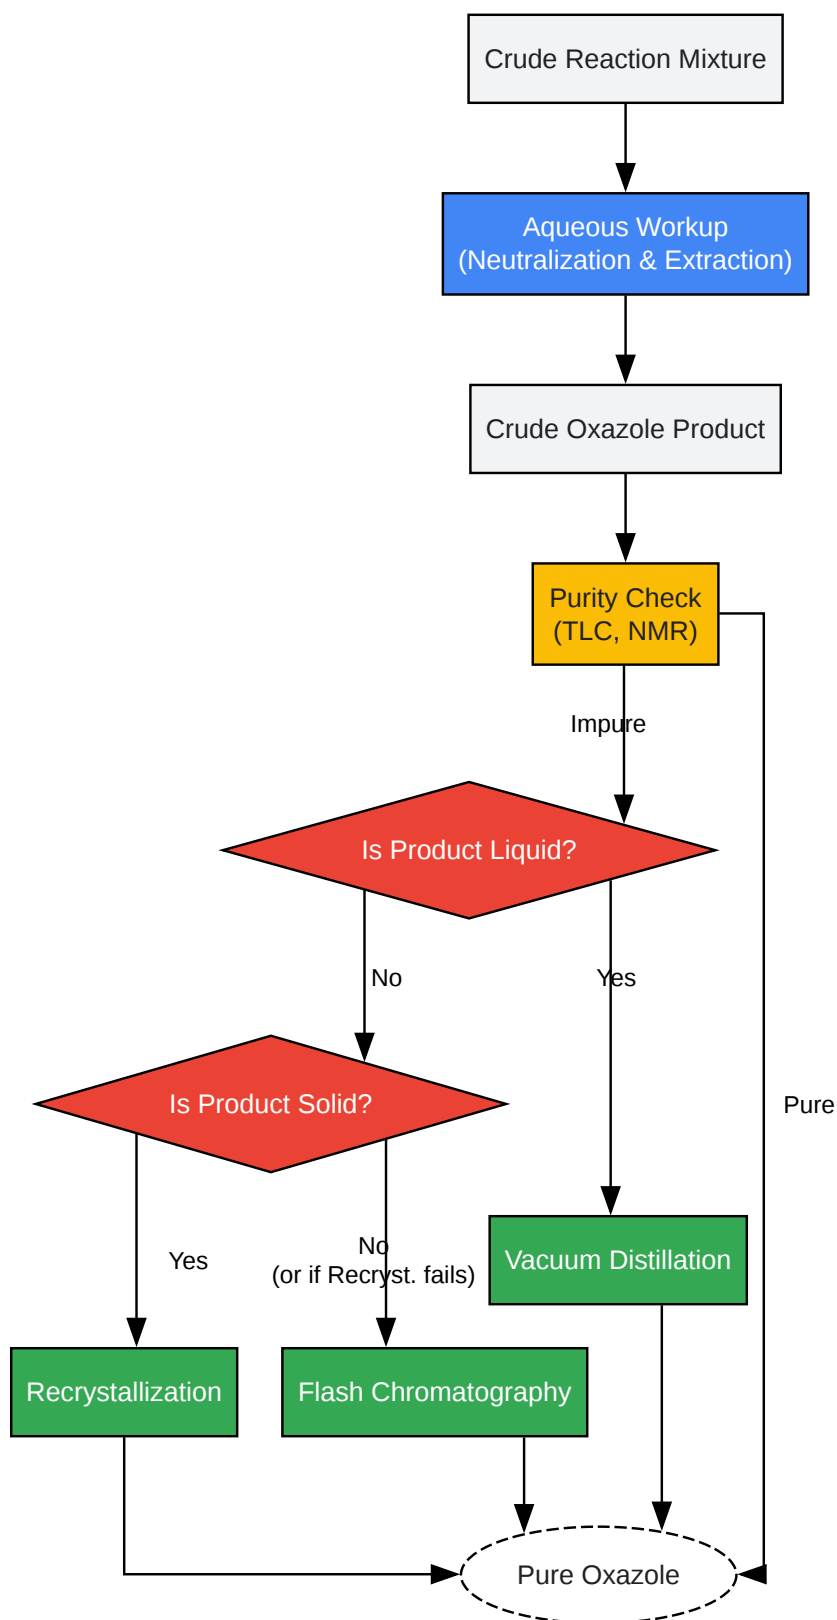 Crude Reaction Mixture
Aqueous Workup
(Neutralization & Extraction)
Crude Oxazole Product
Purity Check
(TLC, NMR)
Impure
Is Product Liquid?
No
Yes
Is Product Solid?
Pure
Yes
No
(or if Recryst. fails)
Vacuum Distillation
Recrystallization
Flash Chromatography
Pure Oxazole